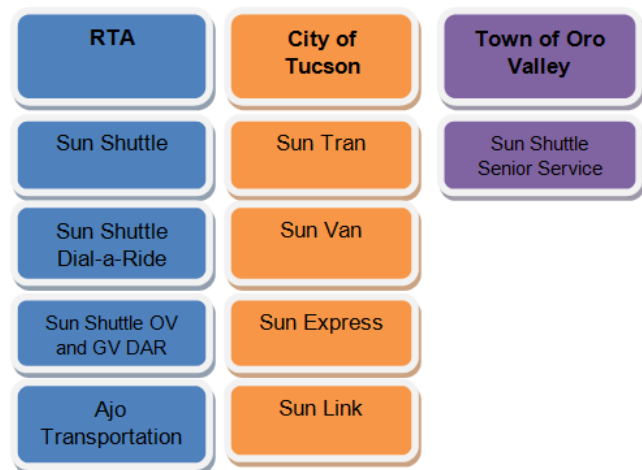 RTA
Sun Shuttle
Sun Shuttle
Dial-a-Ride
Sun Shuttle OV
and GV DAR
Ajo
Transportation
City of
Tucson
Sun Tran
Sun Van
Sun Express
Sun Link
Town of Oro
Valley
Sun Shuttle
Senior Service